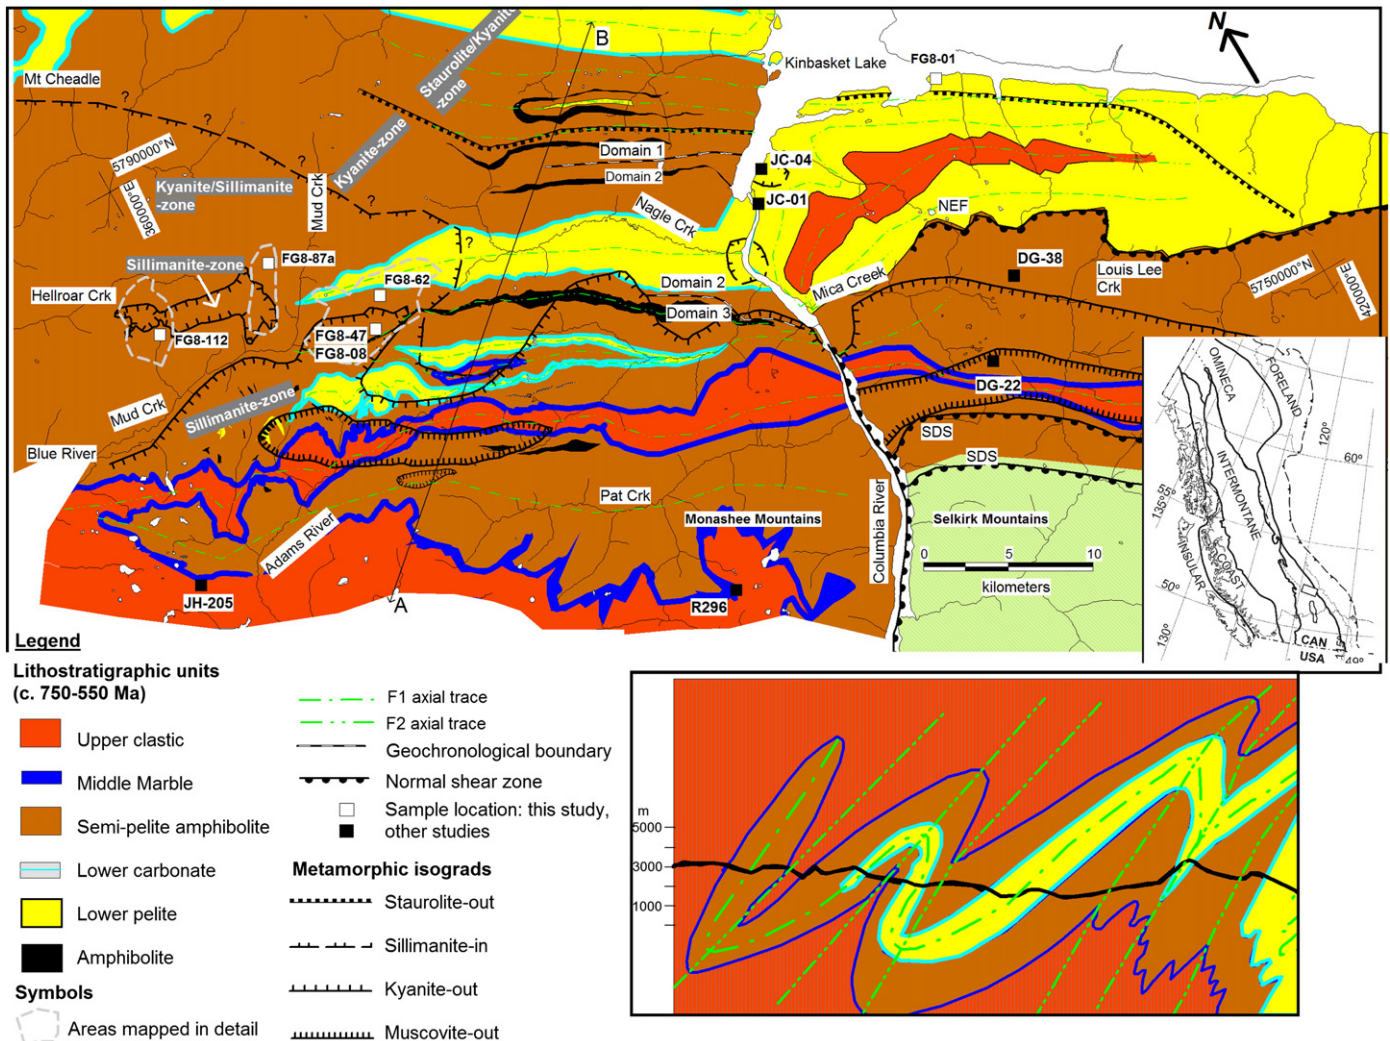 N
B
Staurolite/Kyanite
-zone
Kinbasket Lake
FG8-01
Mt Cheadle
?
?
5790000°N
360000°E
Kyanite-zone
Domain 1
Domain 2
JC-04
JC-01
Kyanite/Sillimanite
-zone
Mud Crk
?
Nagle Crk
NEF
?
Sillimanite-zone
FG8-87a
FG8-62
DG-38
Louis Lee
Crk
5750000°N
420000°E
Hellroar Crk
Domain 2
Mica Creek
Domain 3
FG8-112
FG8-47
FG8-08
DG-22
Mud Crk
Sillimanite-zone
SDS
SDS
Blue River
Pat Crk
Adams River
Monashee Mountains
Columbia River
Selkirk Mountains
0 5 10
kilometers
JH-205
A
R296
OMINECA
FORELAND
INTERMONTANE
COAST
INSULAR
120°
60°
55°
135°
50°
130°
CAN
USA
115°
49°
Legend
Lithostratigraphic units
(c. 750-550 Ma)
Upper clastic
Middle Marble
Semi-pelite amphibolite
Lower carbonate
Lower pelite
Amphibolite
Symbols
Areas mapped in detail
F1 axial trace
F2 axial trace
Geochronological boundary
Normal shear zone
Sample location: this study,
other studies
Metamorphic isograds
Staurolite-out
Sillimanite-in
Kyanite-out
Muscovite-out
m
5000
3000
1000